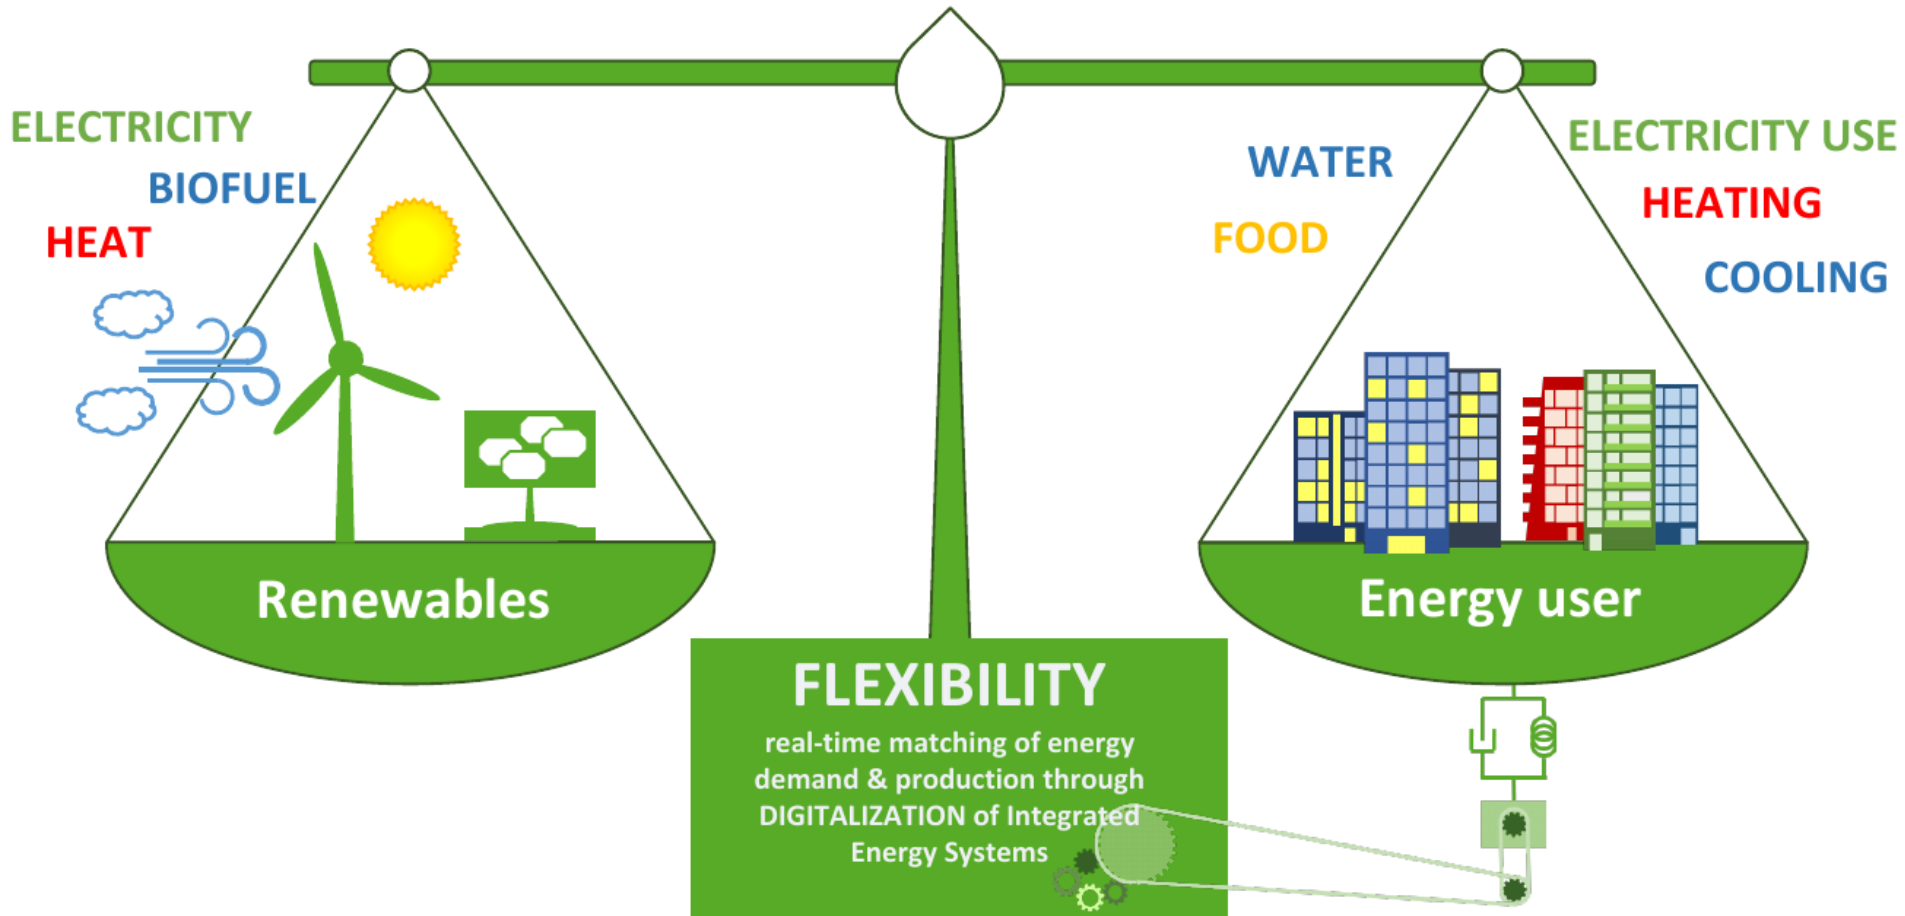 ELECTRICITY
BIOFUEL
HEAT
WATER
FOOD
ELECTRICITY USE
HEATING
COOLING
Renewables
Energy user
FLEXIBILITY
real-time matching of energy
demand & production through
DIGITALIZATION of Integrated
Energy Systems